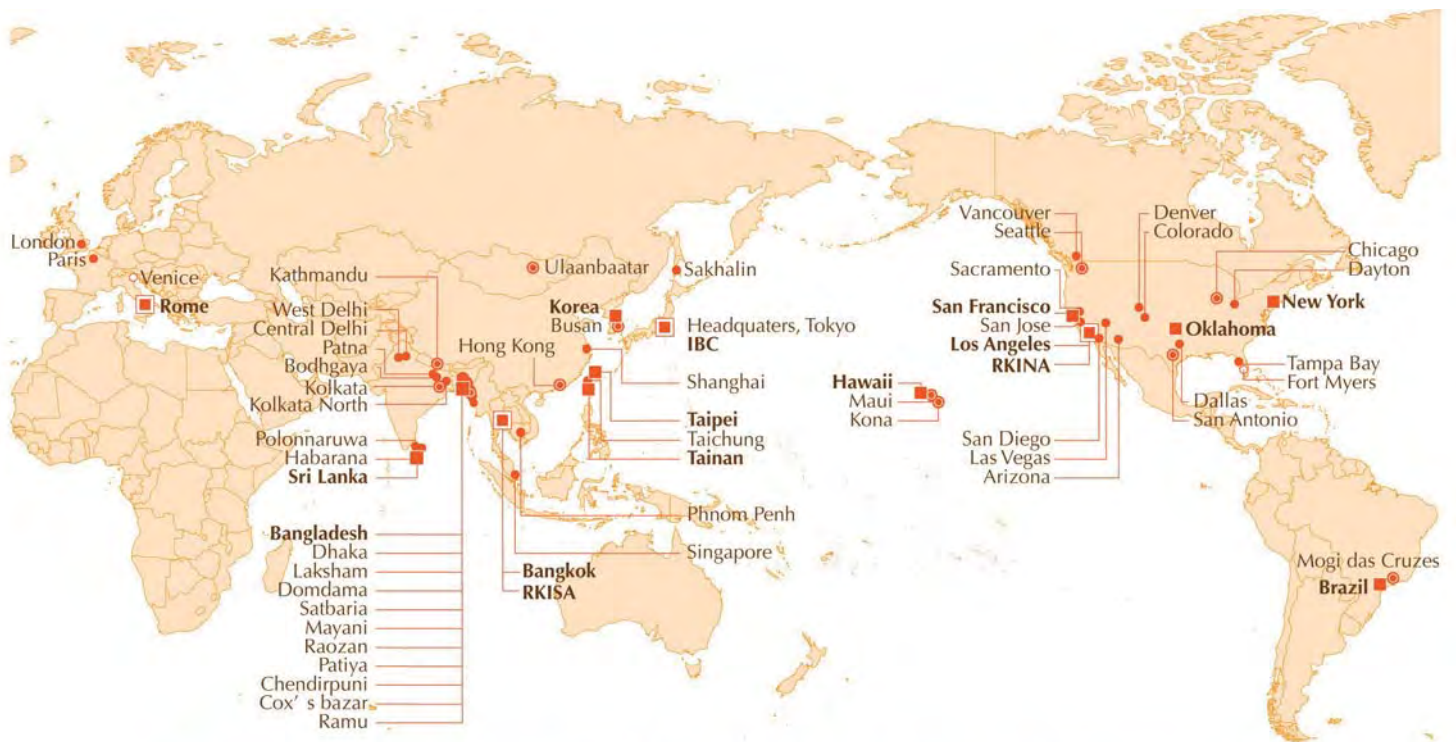 London
Paris
Venice
Rome
Kathmandu
West Delhi
Central Delhi
Patna
Bodhgaya
Kolkata
Kolkata North
Polonnaruwa
Habarana
Sri Lanka
Bangladesh
Dhaka
Laksham
Domdama
Satbaria
Mayani
Raozan
Patiya
Chendirpuni
Cox' s bazar
Ramu
Ulaanbaatar
Sakhalin
Korea
Busan
Headquaters, Tokyo
IBC
Hong Kong
Shanghai
Taipei
Taichung
Tainan
Phnom Penh
Singapore
Bangkok
RKISA
Hawaii
Maui
Kona
Vancouver
Seattle
Sacramento
San Francisco
San Jose
Los Angeles
RKINA
San Diego
Las Vegas
Arizona
Denver
Colorado
Chicago
Dayton
New York
Oklahoma
Tampa Bay
Fort Myers
Dallas
San Antonio
Mogi das Cruzes
Brazil